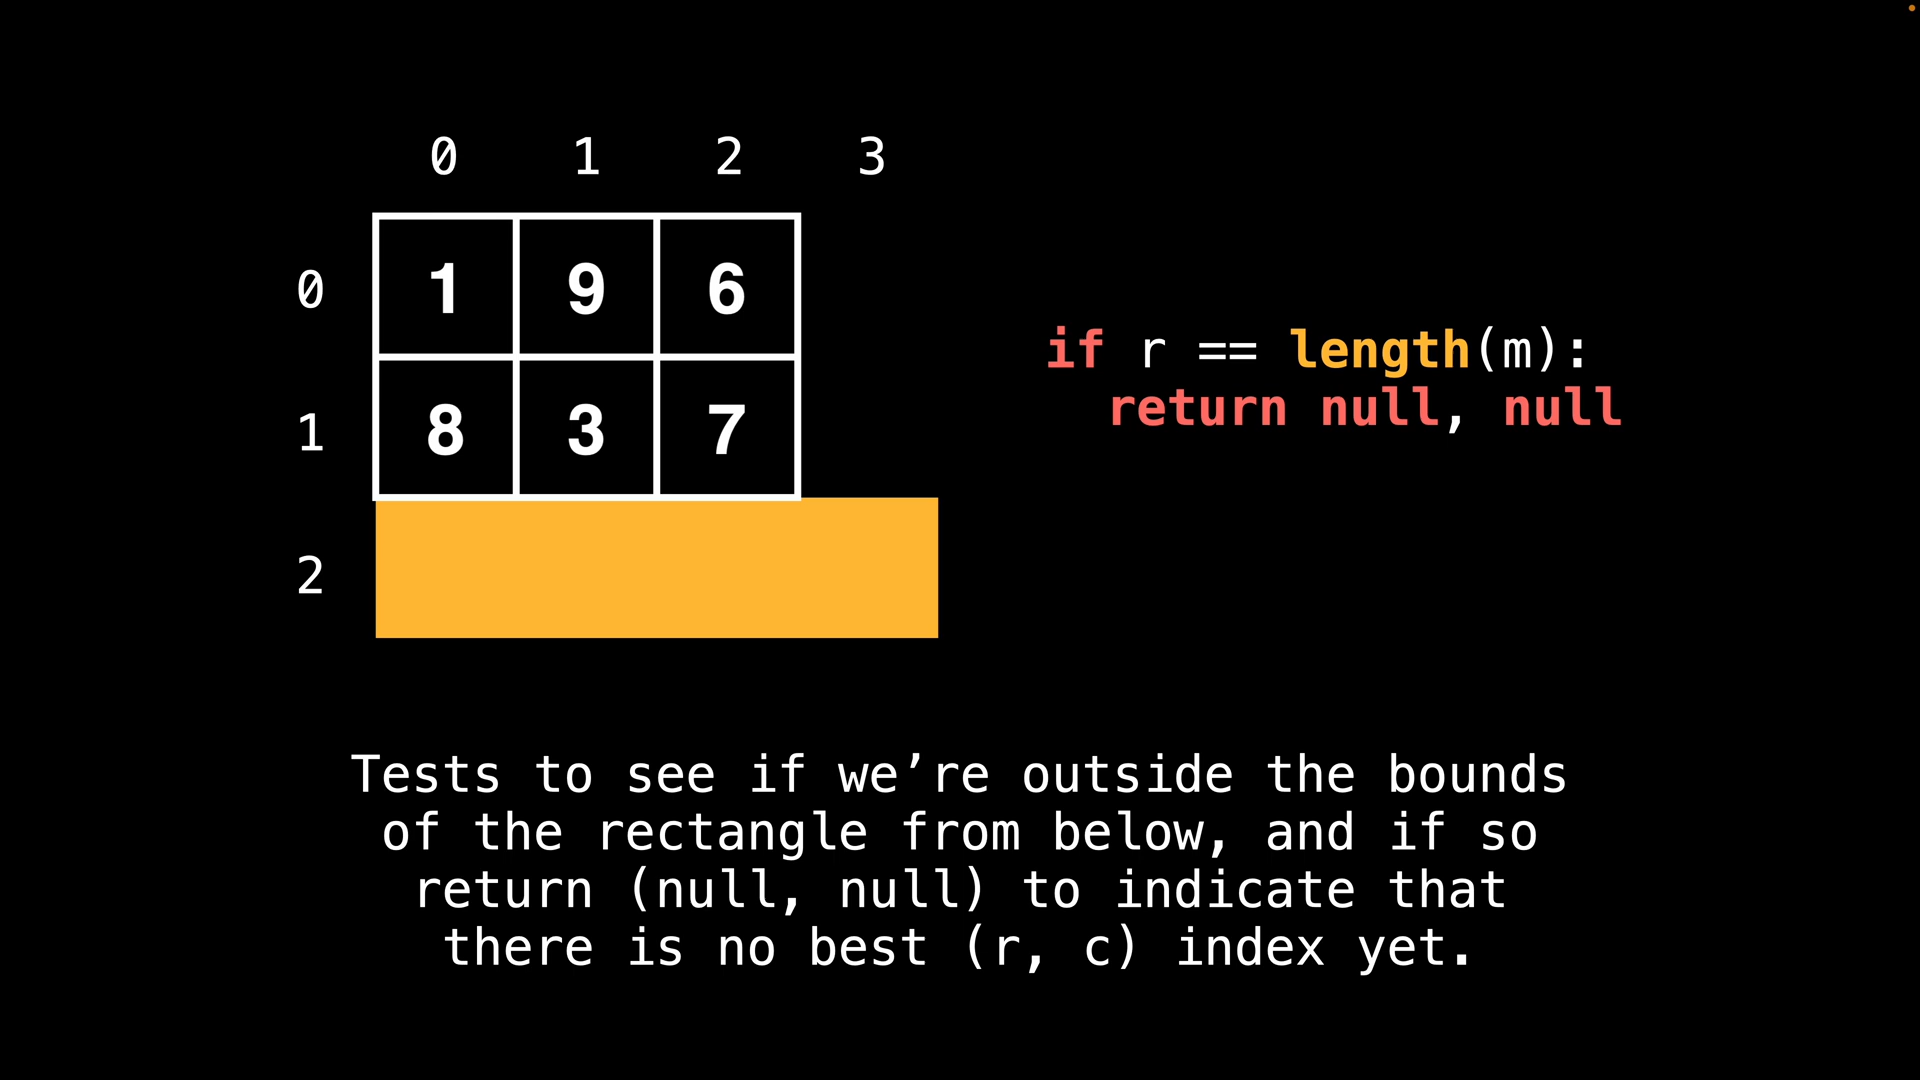 0 1 2 3
0 1 9 6
1 8 3 7
2
if r == length(m):
return null, null
Tests to see if we’re outside the bounds
of the rectangle from below, and if so
return (null, null) to indicate that
there is no best (r, c) index yet.